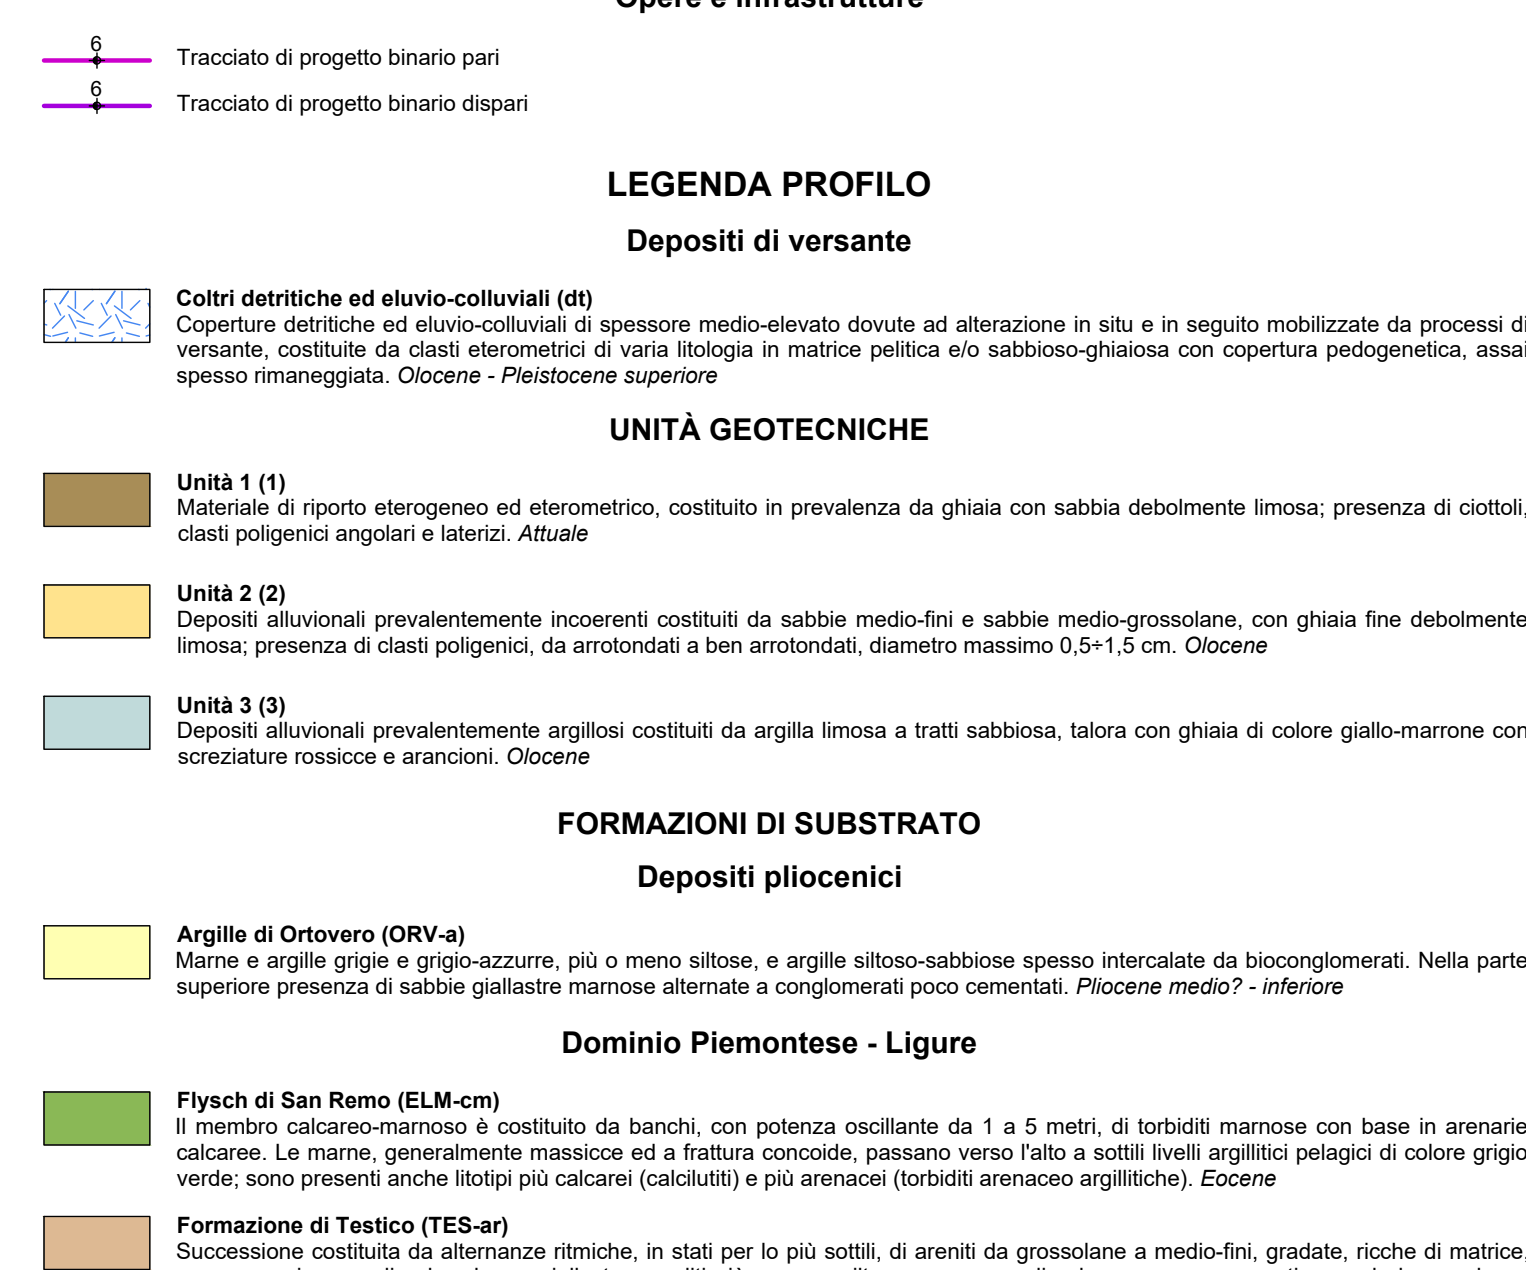 Opere e infrastrutture
6
Tracciato di progetto binario pari
6
Tracciato di progetto binario dispari
LEGENDA PROFILO
Depositi di versante
Coltri detritiche ed eluvio-colluviali (dt)
Coperture detritiche ed eluvio-colluviali di spessore medio-elevato dovute ad alterazione in situ e in seguito mobilizzate da processi di
versante, costituite da clasti eterometrici di varia litologia in matrice pelitica e/o sabbioso-ghiaiosa con copertura pedogenetica, assai
spesso rimaneggiata. Olocene - Pleistocene superiore
UNITÀ GEOTECNICHE
Unità 1 (1)
Materiale di riporto eterogeneo ed eterometrico, costituito in prevalenza da ghiaia con sabbia debolmente limosa; presenza di ciottoli,
clasti poligenici angolari e laterizi. Attuale
Unità 2 (2)
Depositi alluvionali prevalentemente incoerenti costituiti da sabbie medio-fini e sabbie medio-grossolane, con ghiaia fine debolmente
limosa; presenza di clasti poligenici, da arrotondati a ben arrotondati, diametro massimo 0,5÷1,5 cm. Olocene
Unità 3 (3)
Depositi alluvionali prevalentemente argillosi costituiti da argilla limosa a tratti sabbiosa, talora con ghiaia di colore giallo-marrone con
screziature rossicce e arancioni. Olocene
FORMAZIONI DI SUBSTRATO
Depositi pliocenici
Argille di Ortovero (ORV-a)
Marne e argille grigie e grigio-azzurre, più o meno siltose, e argille siltoso-sabbiose spesso intercalate da bioconglomerati. Nella parte
superiore presenza di sabbie giallastre marnose alternate a conglomerati poco cementati. Pliocene medio? - inferiore
Dominio Piemontese - Ligure
Flysch di San Remo (ELM-cm)
Il membro calcareo-marnoso è costituito da banchi, con potenza oscillante da 1 a 5 metri, di torbiditi marnose con base in arenarie
calcaree. Le marne, generalmente massicce ed a frattura concoide, passano verso l'alto a sottili livelli argillitici pelagici di colore grigio
verde; sono presenti anche litotipi più calcarei (calcilutiti) e più arenacei (torbiditi arenaceo argillitiche). Eocene
Formazione di Testico (TES-ar)
Successione costituita da alternanze ritmiche, in stati per lo più sottili, di areniti da grossolane a medio-fini, gradate, ricche di matrice,